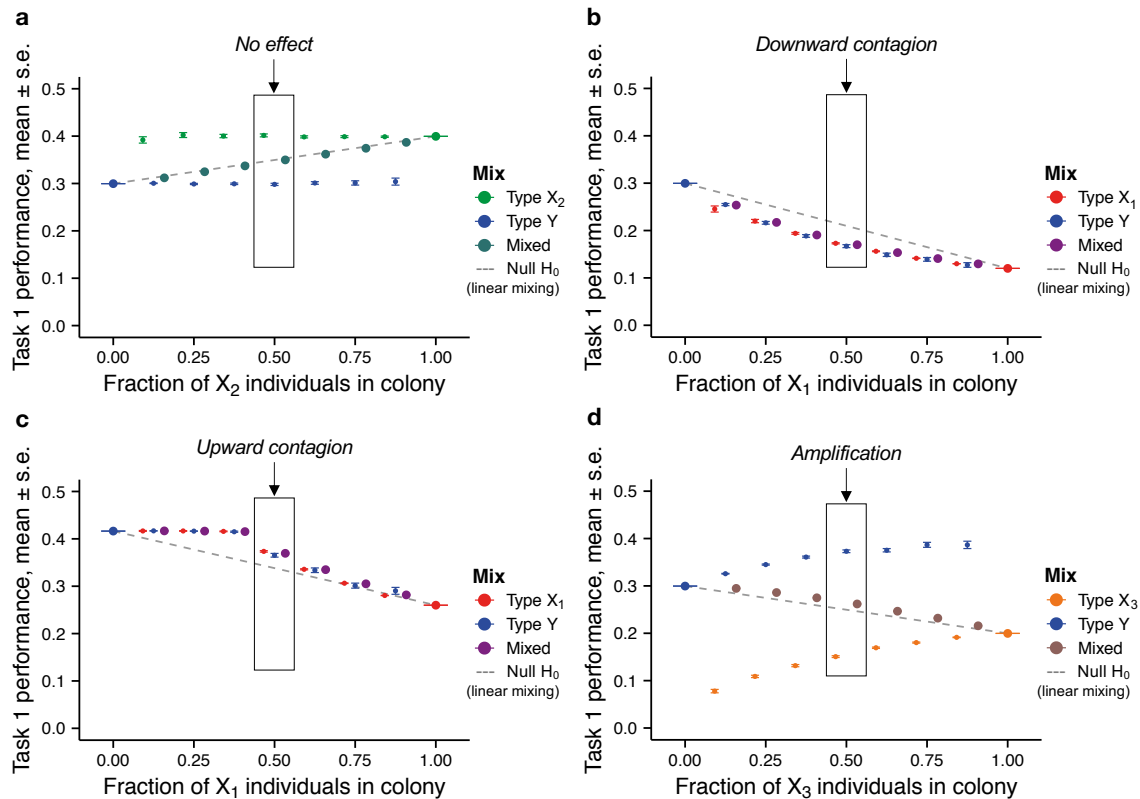 a
No effect
Task 1 performance, mean ± s.e.
0.5
0.4
0.3
0.2
0.1
0.0
0.00 0.25 0.50 0.75 1.00
Fraction of X₂ individuals in colony
Mix
Type X₂
Type Y
Mixed
Null H₀
(linear mixing)
b
Downward contagion
Task 1 performance, mean ± s.e.
0.5
0.4
0.3
0.2
0.1
0.0
0.00 0.25 0.50 0.75 1.00
Fraction of X₁ individuals in colony
Mix
Type X₁
Type Y
Mixed
Null H₀
(linear mixing)
c
Upward contagion
Task 1 performance, mean ± s.e.
0.5
0.4
0.3
0.2
0.1
0.0
0.00 0.25 0.50 0.75 1.00
Fraction of X₁ individuals in colony
Mix
Type X₁
Type Y
Mixed
Null H₀
(linear mixing)
d
Amplification
Task 1 performance, mean ± s.e.
0.5
0.4
0.3
0.2
0.1
0.0
0.00 0.25 0.50 0.75 1.00
Fraction of X₃ individuals in colony
Mix
Type X₃
Type Y
Mixed
Null H₀
(linear mixing)